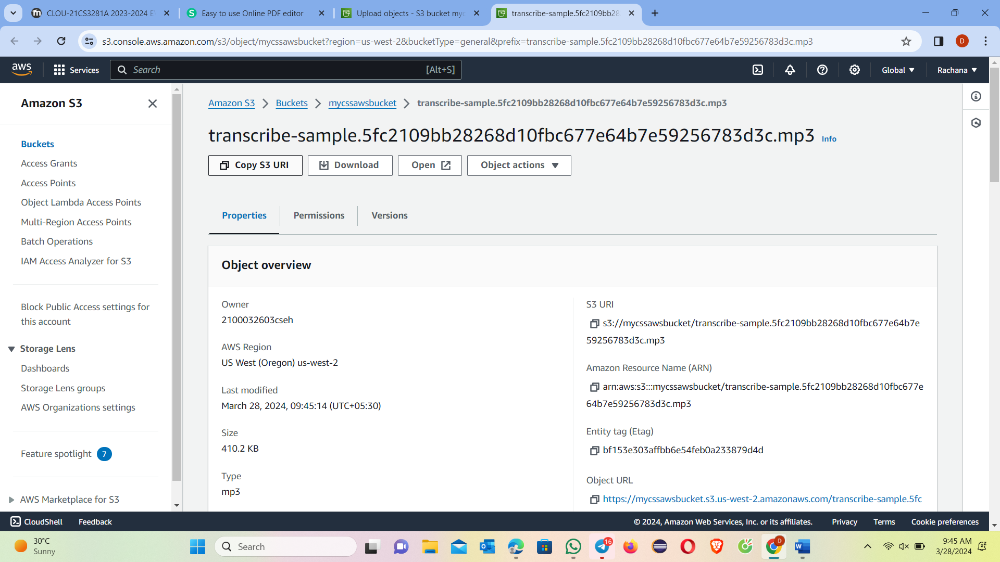 CLOU-21CS3281A 2023-2024 E
Easy to use Online PDF editor
Upload objects - S3 bucket myc
transcribe-sample.5fc2109bb28
s3.console.aws.amazon.com/s3/object/mycssawsbucket?region=us-west-2&bucketType=general&prefix=transcribe-sample.5fc2109bb28268d10fbc677e64b7e59256783d3c.mp3
D
aws
Services
Search
[Alt+S]
Global
Rachana
Amazon S3
Buckets
Access Grants
Access Points
Object Lambda Access Points
Multi-Region Access Points
Batch Operations
IAM Access Analyzer for S3
Block Public Access settings for
this account
Storage Lens
Dashboards
Storage Lens groups
AWS Organizations settings
Feature spotlight 7
AWS Marketplace for S3
Amazon S3 > Buckets > mycssawsbucket > transcribe-sample.5fc2109bb28268d10fbc677e64b7e59256783d3c.mp3
transcribe-sample.5fc2109bb28268d10fbc677e64b7e59256783d3c.mp3 Info
Copy S3 URI
Download
Open
Object actions
Properties
Permissions
Versions
Object overview
Owner
2100032603cseh
AWS Region
US West (Oregon) us-west-2
Last modified
March 28, 2024, 09:45:14 (UTC+05:30)
Size
410.2 KB
Type
mp3
S3 URI
s3://mycssawsbucket/transcribe-sample.5fc2109bb28268d10fbc677e64b7e
59256783d3c.mp3
Amazon Resource Name (ARN)
arn:aws:s3:::mycssawsbucket/transcribe-sample.5fc2109bb28268d10fbc677e
64b7e59256783d3c.mp3
Entity tag (Etag)
bf153e303affbb6e54feb0a233879d4d
Object URL
https://mycssawsbucket.s3.us-west-2.amazonaws.com/transcribe-sample.5fc
CloudShell
Feedback
© 2024, Amazon Web Services, Inc. or its affiliates.
Privacy
Terms
Cookie preferences
30°C
Sunny
Search
16
D
9:45 AM
3/28/2024